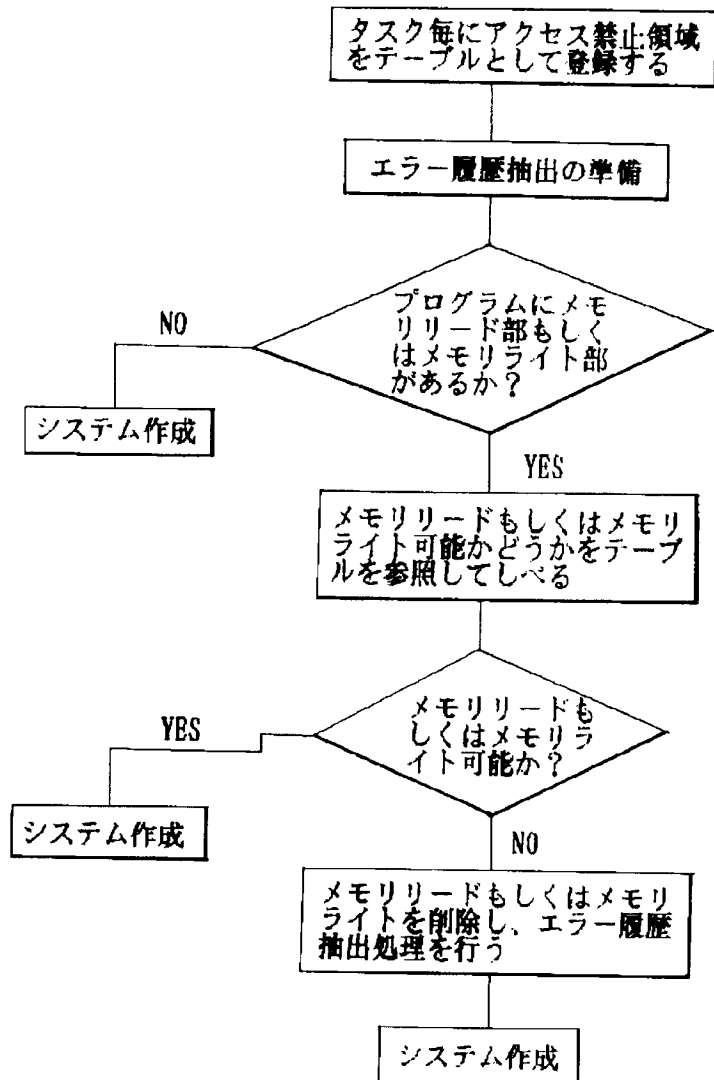 タスク毎にアクセス禁止領域
をテーブルとして登録する
エラー履歴抽出の準備
プログラムにメモ
リリード部もしく
はメモリライト部
があるか?
NO
システム作成
YES
メモリリードもしくはメモリ
ライト可能かどうかをテーブ
ルを参照してしべる
メモリリードも
しくはメモリラ
イト可能か?
YES
システム作成
NO
メモリリードもしくはメモリ
ライトを削除し、エラー履歴
抽出処理を行う
システム作成